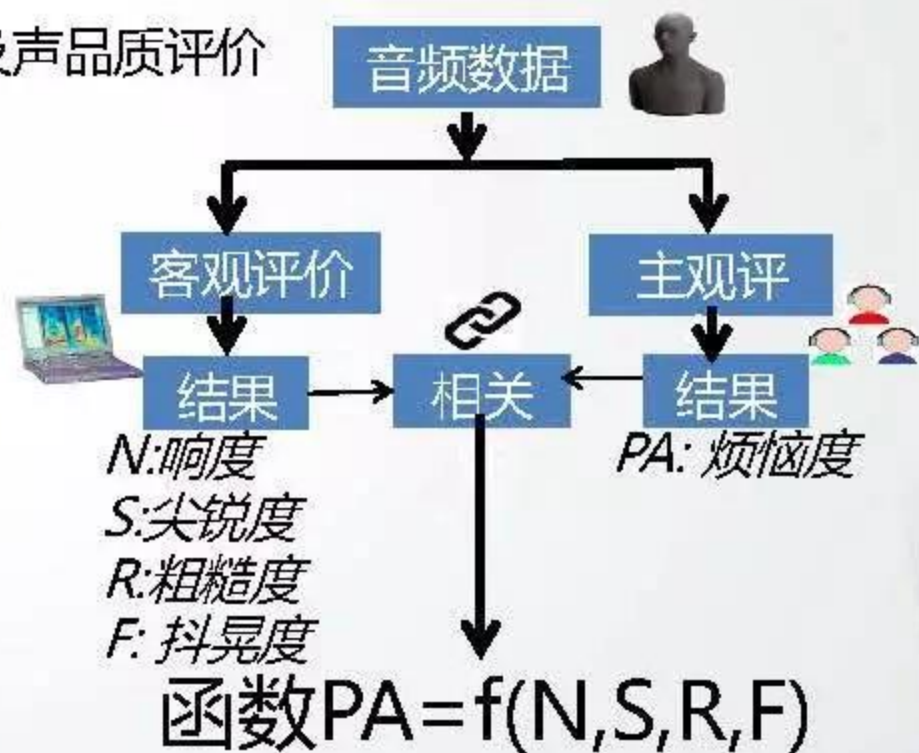 声品质评价
音频数据
客观评价
主观评
结果
相关
结果
N:响度
S:尖锐度
R:粗糙度
F: 抖晃度
PA: 烦恼度
函数PA=f(N,S,R,F)